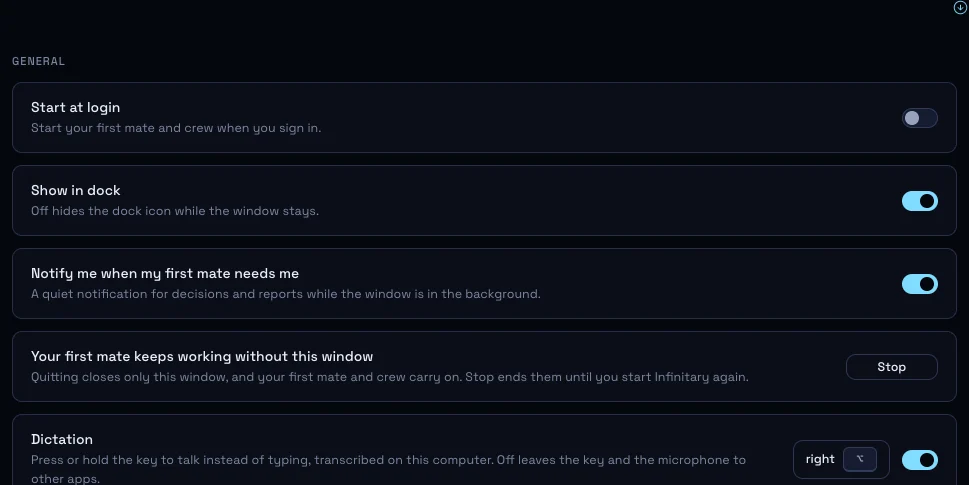 GENERAL
Start at login
Start your first mate and crew when you sign in.
Show in dock
Off hides the dock icon while the window stays.
Notify me when my first mate needs me
A quiet notification for decisions and reports while the window is in the background.
Your first mate keeps working without this window
Quitting closes only this window, and your first mate and crew carry on. Stop ends them until you start Infinitary again.
Stop
Dictation
Press or hold the key to talk instead of typing, transcribed on this computer. Off leaves the key and the microphone to
other apps.
right ⌥